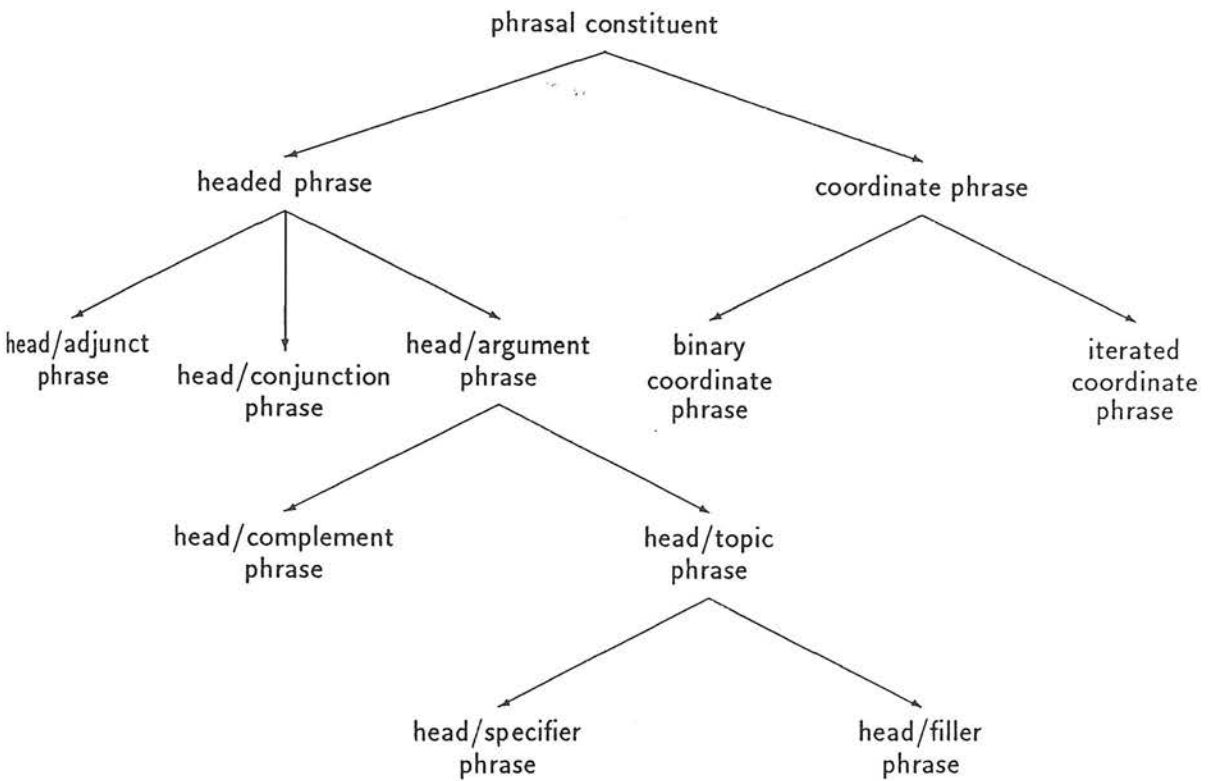 phrasal constituent
headed phrase
coordinate phrase
head/adjunct
phrase
head/conjunction
phrase
head/argument
phrase
binary
coordinate
phrase
iterated
coordinate
phrase
head/complement
phrase
head/topic
phrase
head/specifier
phrase
head/filler
phrase